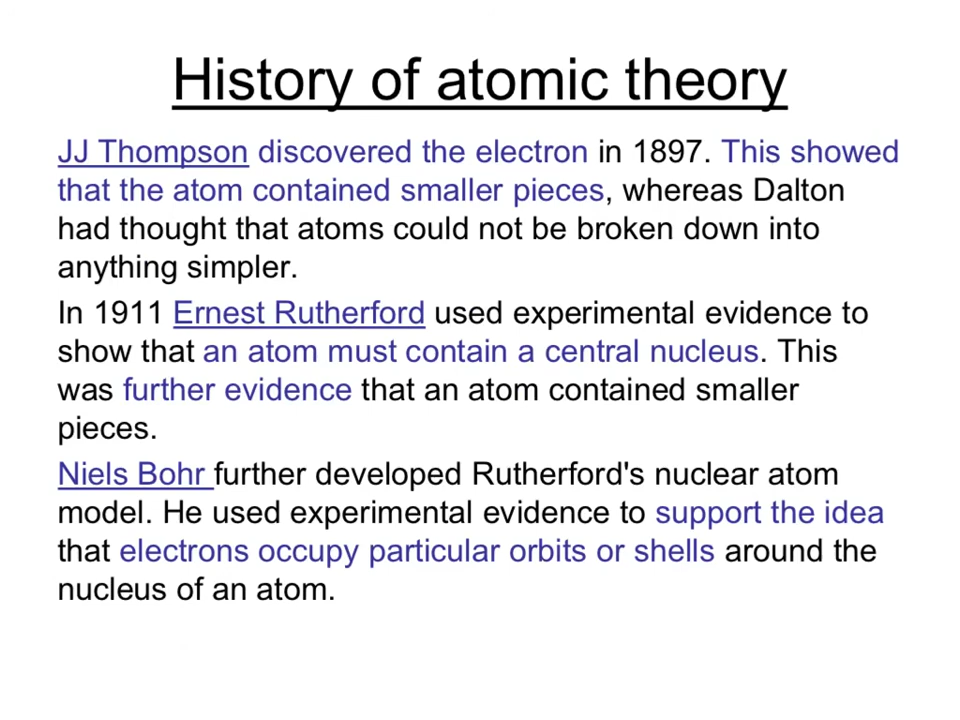 History of atomic theory
JJ Thompson discovered the electron in 1897. This showed
that the atom contained smaller pieces, whereas Dalton
had thought that atoms could not be broken down into
anything simpler.
In 1911 Ernest Rutherford used experimental evidence to
show that an atom must contain a central nucleus. This
was further evidence that an atom contained smaller
pieces.
Niels Bohr further developed Rutherford's nuclear atom
model. He used experimental evidence to support the idea
that electrons occupy particular orbits or shells around the
nucleus of an atom.